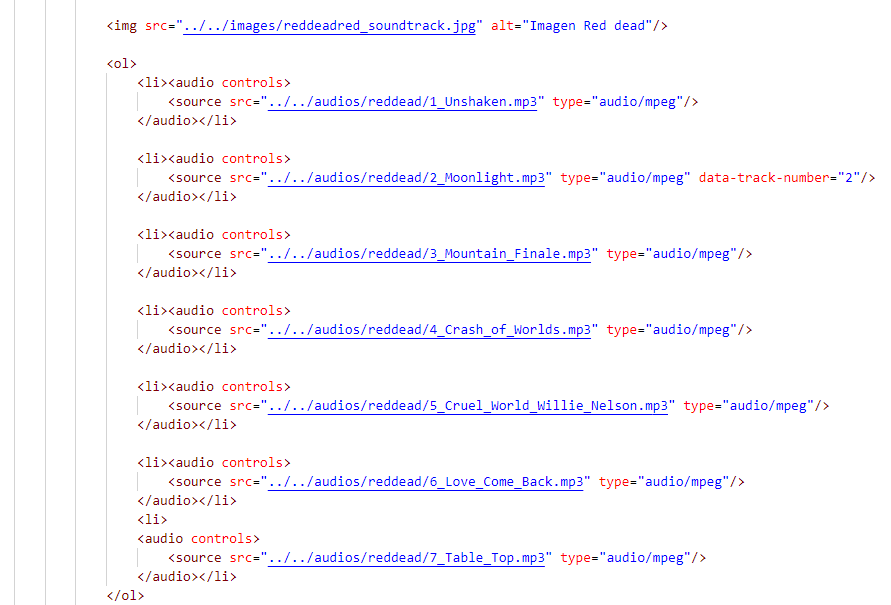 <img src="../../images/reddeadred_soundtrack.jpg" alt="Imagen Red dead"/>
<ol>
<li><audio controls>
<source src="../../audios/reddead/1_Unshaken.mp3" type="audio/mpeg"/>
</audio></li>
<li><audio controls>
<source src="../../audios/reddead/2_Moonlight.mp3" type="audio/mpeg" data-track-number="2"/>
</audio></li>
<li><audio controls>
<source src="../../audios/reddead/3_Mountain_Finale.mp3" type="audio/mpeg"/>
</audio></li>
<li><audio controls>
<source src="../../audios/reddead/4_Crash_of_Worlds.mp3" type="audio/mpeg"/>
</audio></li>
<li><audio controls>
<source src="../../audios/reddead/5_Cruel_World_Willie_Nelson.mp3" type="audio/mpeg"/>
</audio></li>
<li><audio controls>
<source src="../../audios/reddead/6_Love_Come_Back.mp3" type="audio/mpeg"/>
</audio></li>
<li>
<audio controls>
<source src="../../audios/reddead/7_Table_Top.mp3" type="audio/mpeg"/>
</audio></li>
</ol>